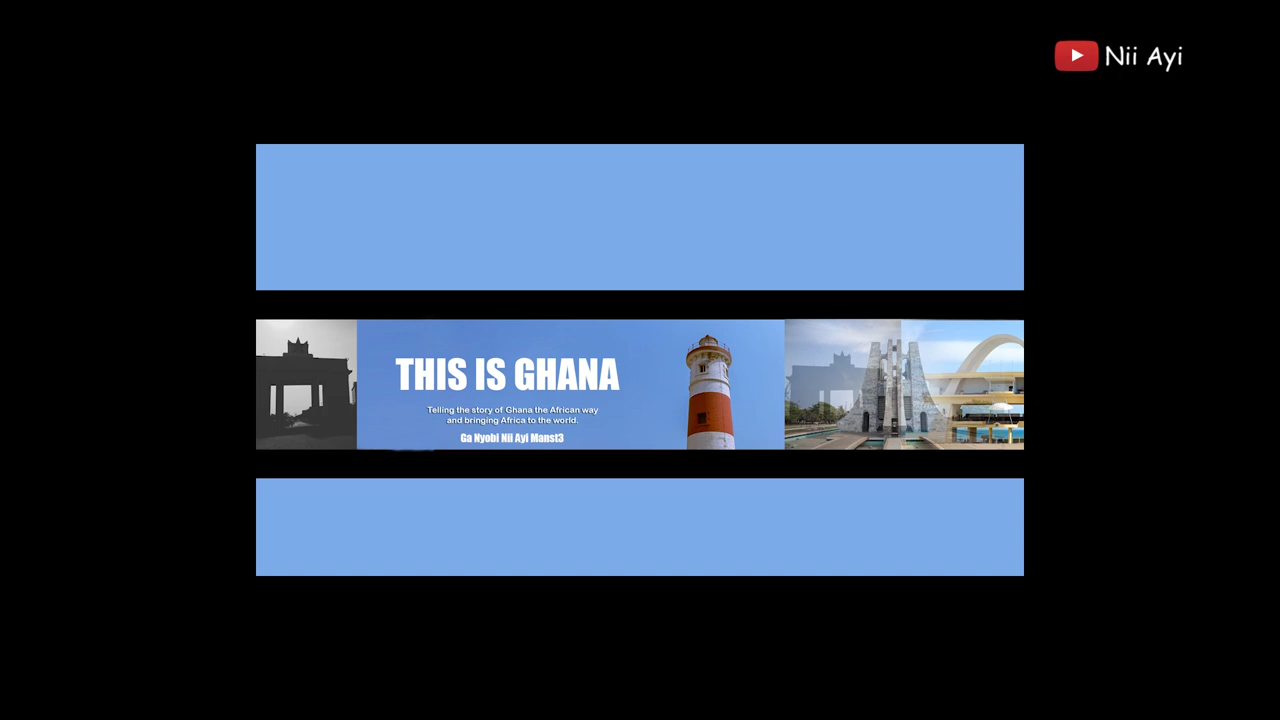 Nii Ayi
THIS IS GHANA
Telling the story of Ghana the African way
and bringing Africa to the world.
Ga Nyobi Nii Ayi Manst3